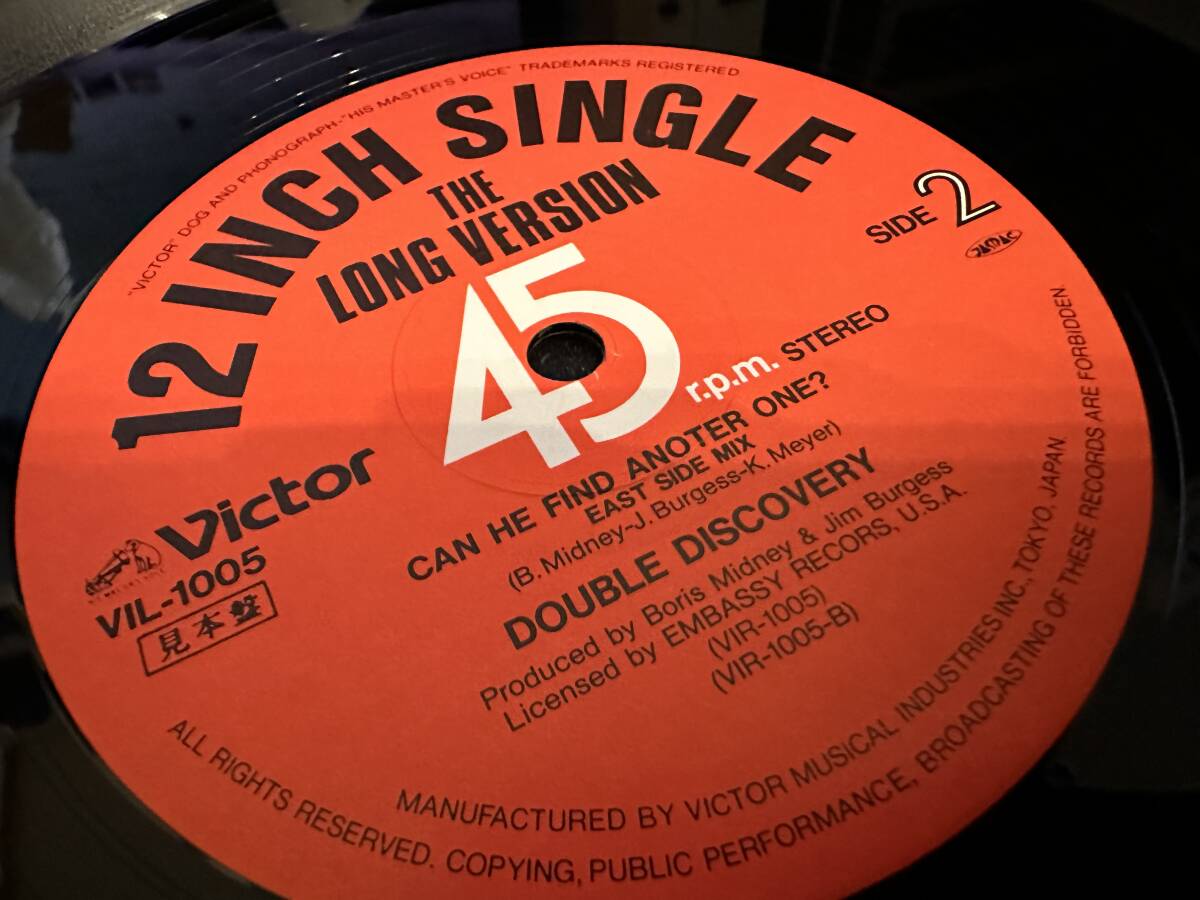 "VICTOR" DOG AND PHONOGRAPH-"HIS MASTER'S VOICE" TRADEMARKS REGISTERED
12 INCH SINGLE
THE
LONG VERSION
SIDE 2
45 r.p.m. STEREO
Victor
VIL-1005
見本盤
CAN HE FIND ANOTER ONE?
EAST SIDE MIX
(B. Midney-J. Burgess-K. Meyer)
DOUBLE DISCOVERY
Produced by Boris Midney & Jim Burgess
Licensed by EMBASSY RECORS, U.S.A.
(VIR-1005)
(VIR-1005-B)
MANUFACTURED BY VICTOR MUSICAL INDUSTRIES INC., TOKYO, JAPAN.
ALL RIGHTS RESERVED. COPYING, PUBLIC PERFORMANCE, BROADCASTING OF THESE RECORDS ARE FORBIDDEN.